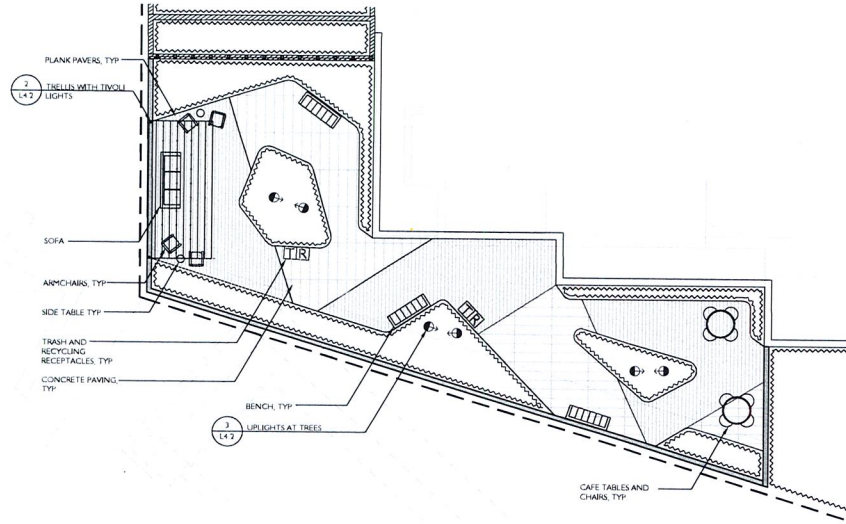 PLANK PAVERS, TYP
2
L4.2
TRELLIS WITH TIVOLI
LIGHTS
T R
SOFA
ARMCHAIRS, TYP
SIDE TABLE TYP
T R
TRASH AND
RECYCLING
RECEPTACLES, TYP
CONCRETE PAVING,
TYP
BENCH, TYP
3
L4.2
UPLIGHTS AT TREES
CAFE TABLES AND
CHAIRS, TYP